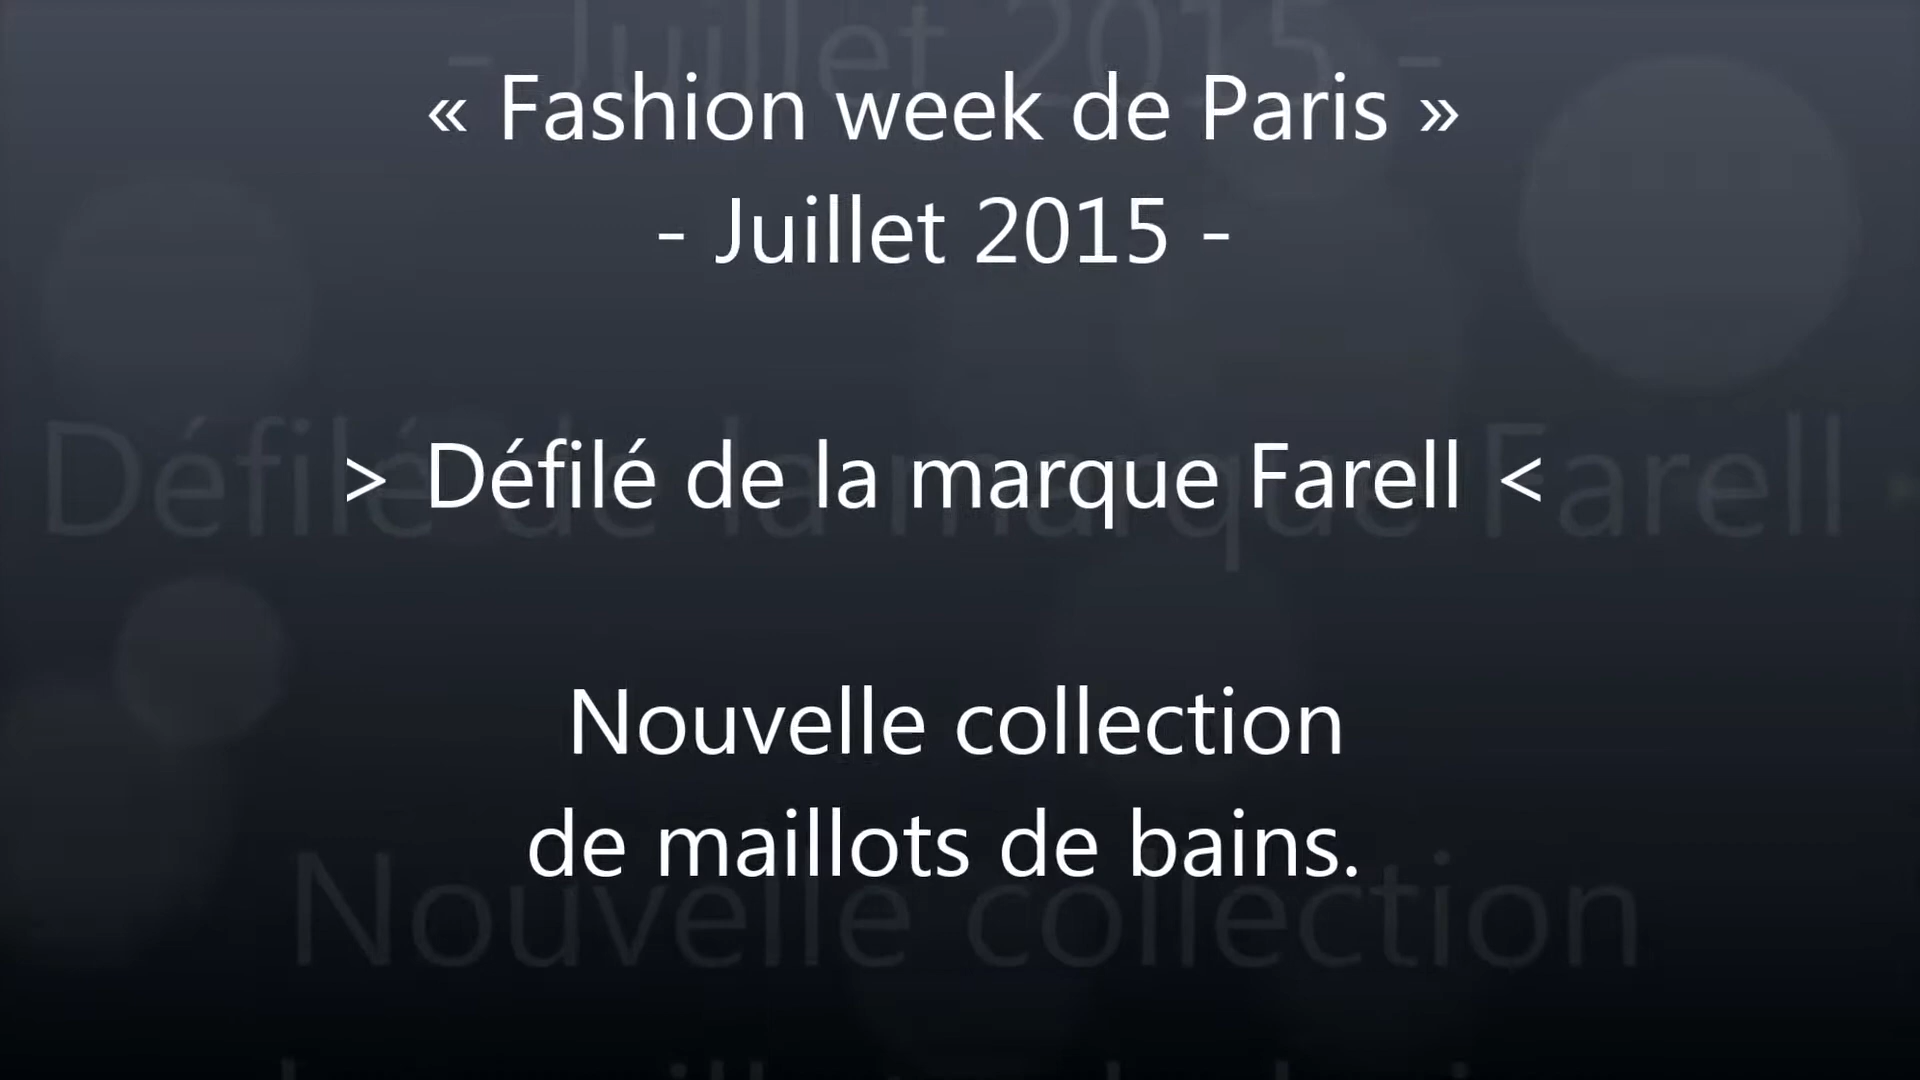 « Fashion week de Paris »
- Juillet 2015 -
> Défilé de la marque Farell <
Nouvelle collection
de maillots de bains.